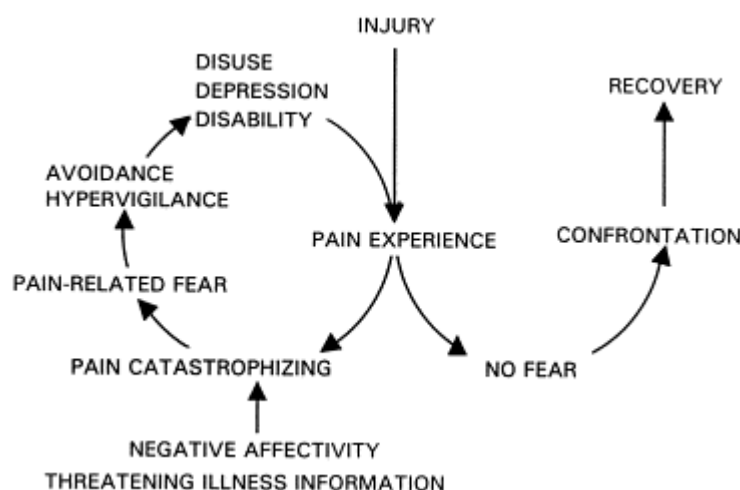 INJURY
DISUSE
DEPRESSION
DISABILITY
RECOVERY
AVOIDANCE
HYPERVIGILANCE
PAIN EXPERIENCE
CONFRONTATION
PAIN-RELATED FEAR
PAIN CATASTROPHIZING
NO FEAR
NEGATIVE AFFECTIVITY
THREATENING ILLNESS INFORMATION